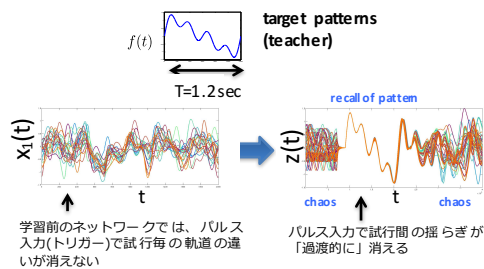 target patterns
(teacher)
f(t)
T=1.2sec
recall of pattern
x1(t)
z(t)
t
t
chaos
chaos
学習前のネットワークでは、パルス
入力(トリガー)で試行毎の軌道の違
いが消えない
パルス入力で試行間の揺らぎが
「過渡的に」消える